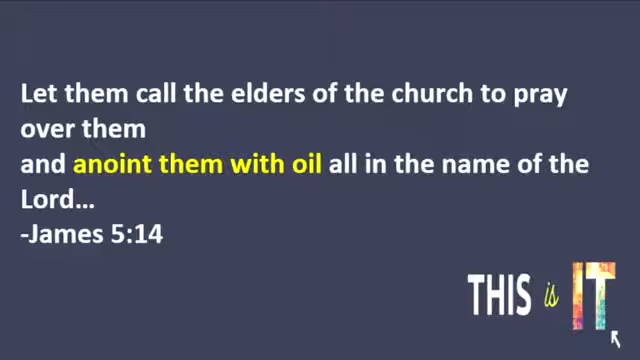 Let them call the elders of the church to pray
over them
and anoint them with oil all in the name of the
Lord...
-James 5:14
THIS is IT